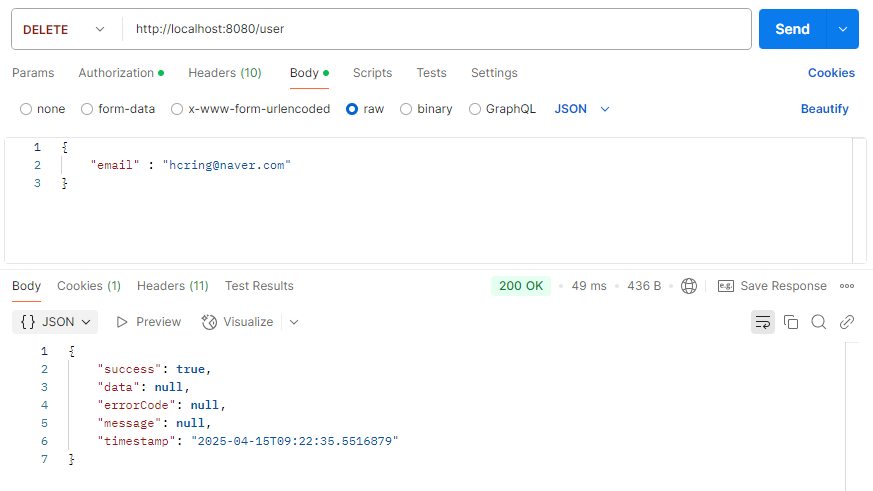 DELETE http://localhost:8080/user Send
Params Authorization Headers (10) Body Scripts Tests Settings Cookies
none form-data x-www-form-urlencoded raw binary GraphQL JSON Beautify
1 {
2 "email" : "hcring@naver.com"
3 }
Body Cookies (1) Headers (11) Test Results 200 OK 49 ms 436 B e.g. Save Response
{} JSON Preview Visualize
1 {
2 "success": true,
3 "data": null,
4 "errorCode": null,
5 "message": null,
6 "timestamp": "2025-04-15T09:22:35.5516879"
7 }